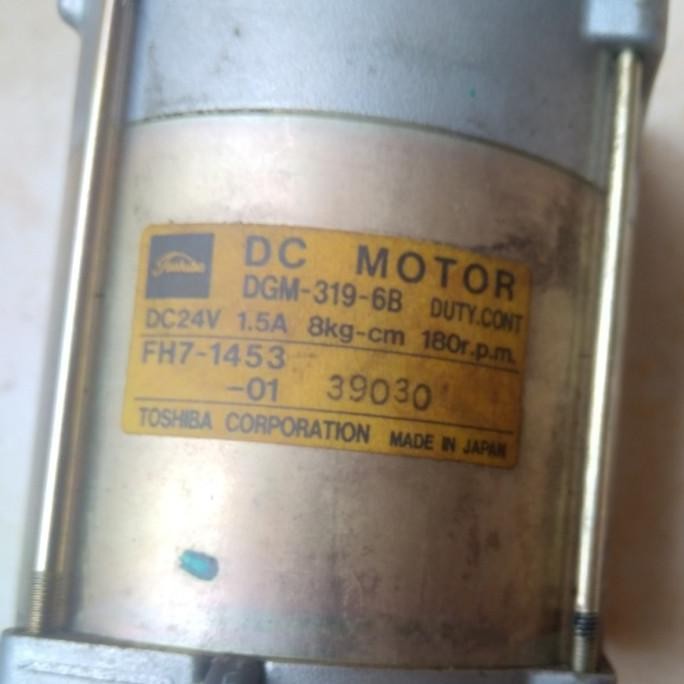 Toshiba
DC MOTOR
DGM-319-6B DUTY.CONT
DC24V 1.5A 8kg-cm 180r.p.m.
FH7-1453
-01 39030
TOSHIBA CORPORATION MADE IN JAPAN